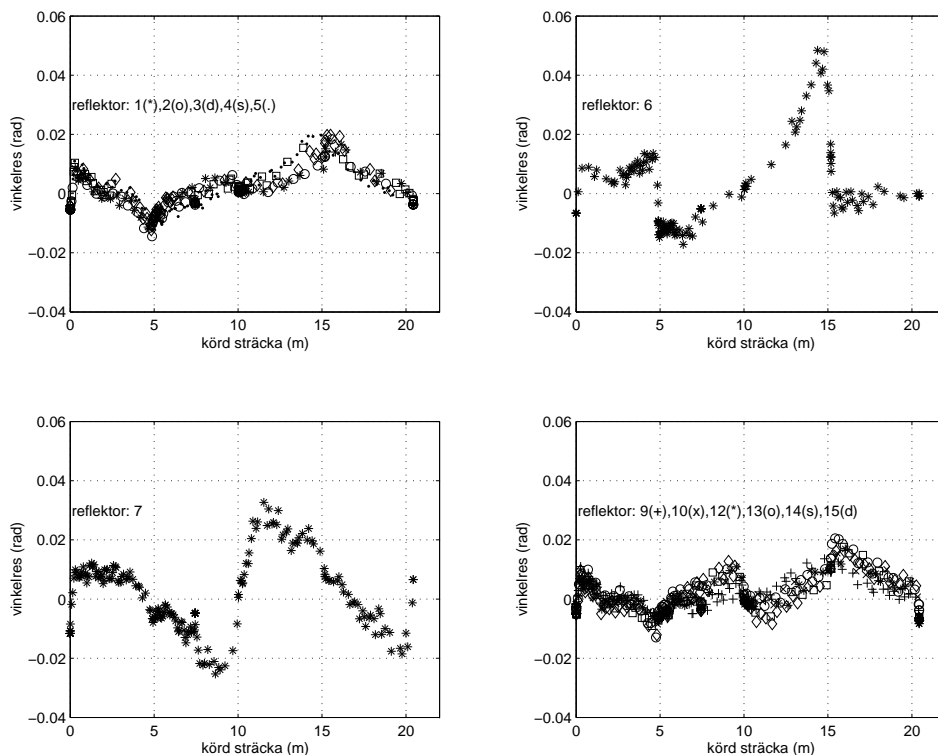 0.06
0.04
0.02
0
−0.02
−0.04
vinkelres (rad)
reflektor: 1(*),2(o),3(d),4(s),5(.)
0 5 10 15 20
körd sträcka (m)
0.06
0.04
0.02
0
−0.02
−0.04
vinkelres (rad)
reflektor: 6
0 5 10 15 20
körd sträcka (m)
0.06
0.04
0.02
0
−0.02
−0.04
vinkelres (rad)
reflektor: 7
0 5 10 15 20
körd sträcka (m)
0.06
0.04
0.02
0
−0.02
−0.04
vinkelres (rad)
reflektor: 9(+),10(x),12(*),13(o),14(s),15(d)
0 5 10 15 20
körd sträcka (m)